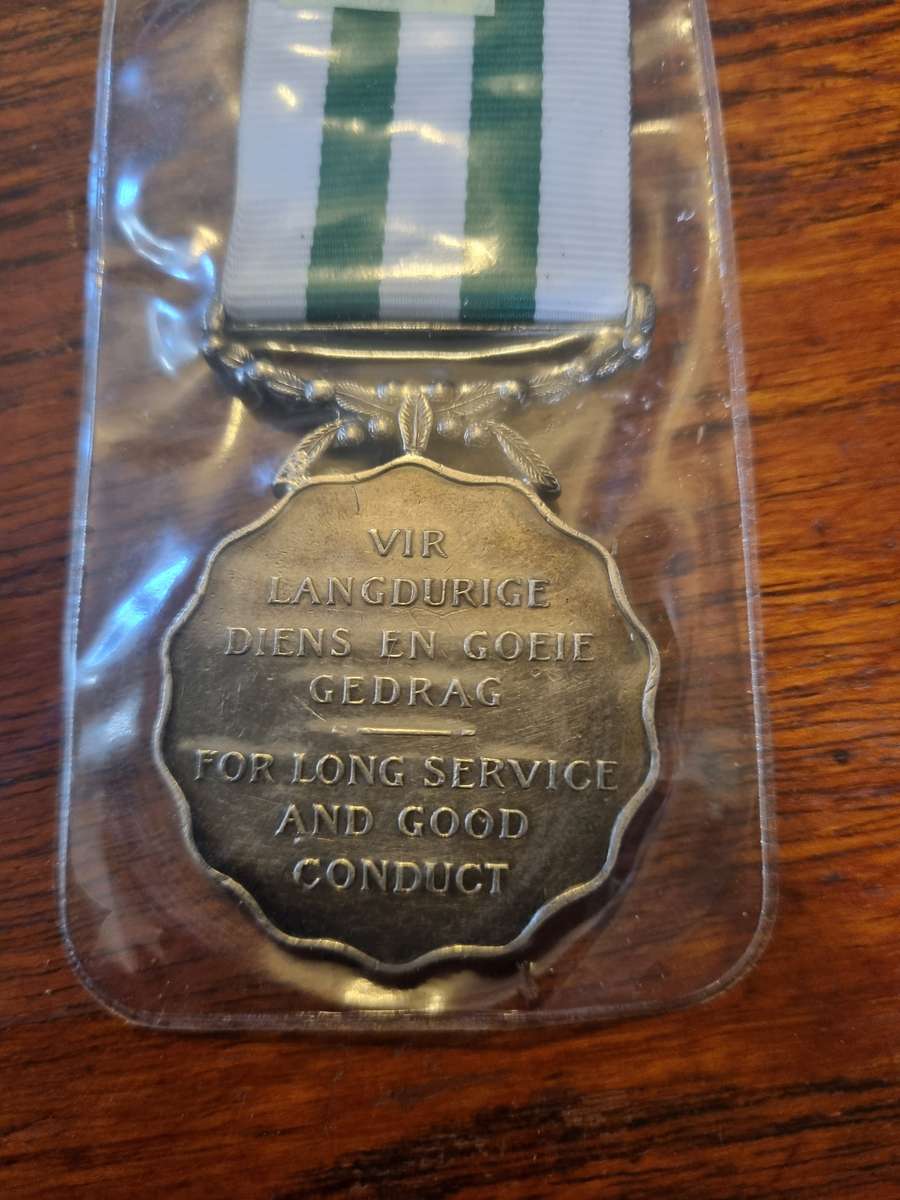 VIR
LANGDURIGE
DIENS EN GOEIE
GEDRAG
FOR LONG SERVICE
AND GOOD
CONDUCT